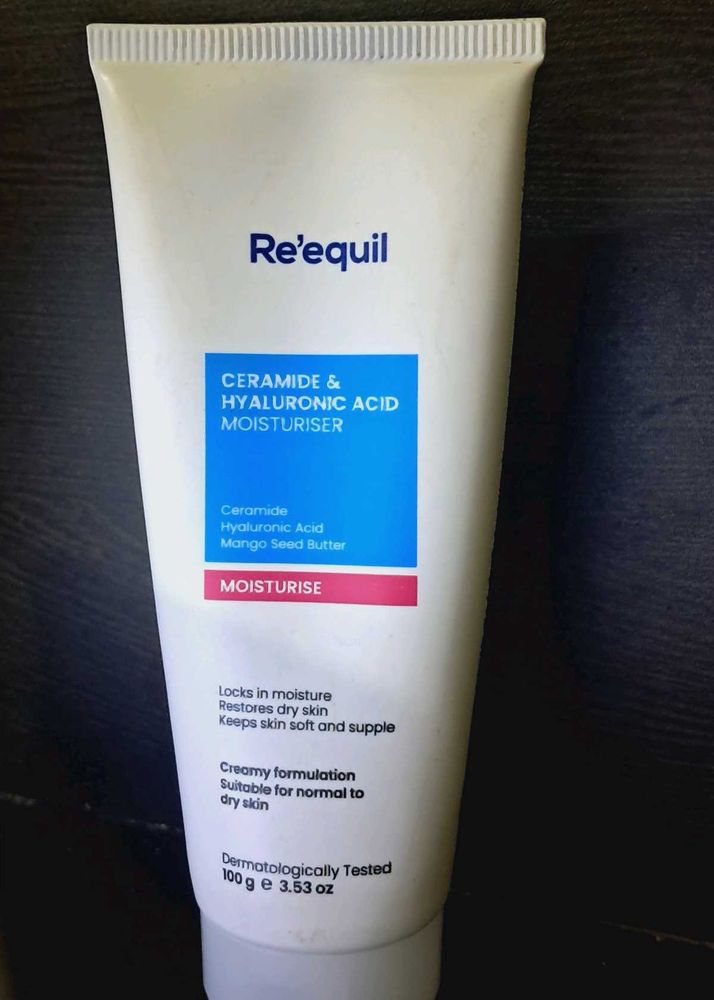 Re'equil
CERAMIDE &
HYALURONIC ACID
MOISTURISER
Ceramide
Hyaluronic Acid
Mango Seed Butter
MOISTURISE
Locks in moisture
Restores dry skin
Keeps skin soft and supple
Creamy formulation
Suitable for normal to
dry skin
Dermatologically Tested
100 g ℮ 3.53 oz